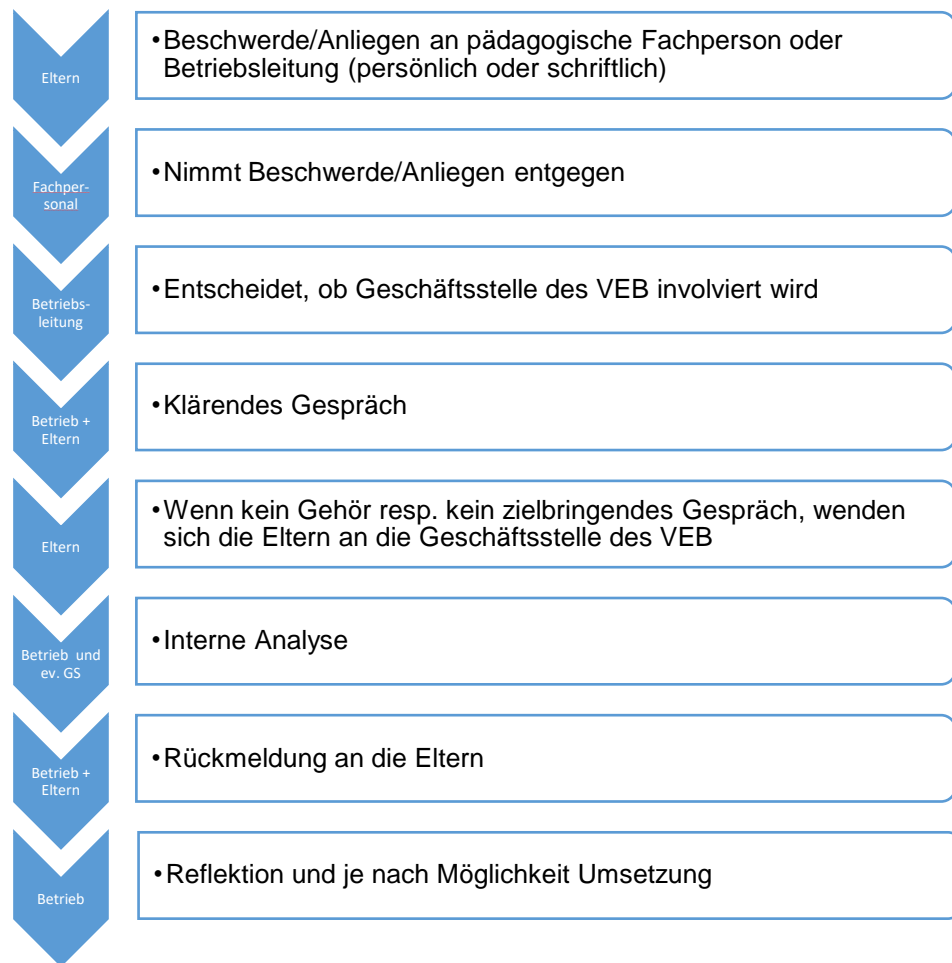 Eltern
•Beschwerde/Anliegen an pädagogische Fachperson oder
Betriebsleitung (persönlich oder schriftlich)
Fachper-
sonal
•Nimmt Beschwerde/Anliegen entgegen
Betriebs-
leitung
•Entscheidet, ob Geschäftsstelle des VEB involviert wird
Betrieb +
Eltern
•Klärendes Gespräch
Eltern
•Wenn kein Gehör resp. kein zielbringendes Gespräch, wenden
sich die Eltern an die Geschäftsstelle des VEB
Betrieb und
ev. GS
•Interne Analyse
Betrieb +
Eltern
•Rückmeldung an die Eltern
Betrieb
•Reflektion und je nach Möglichkeit Umsetzung